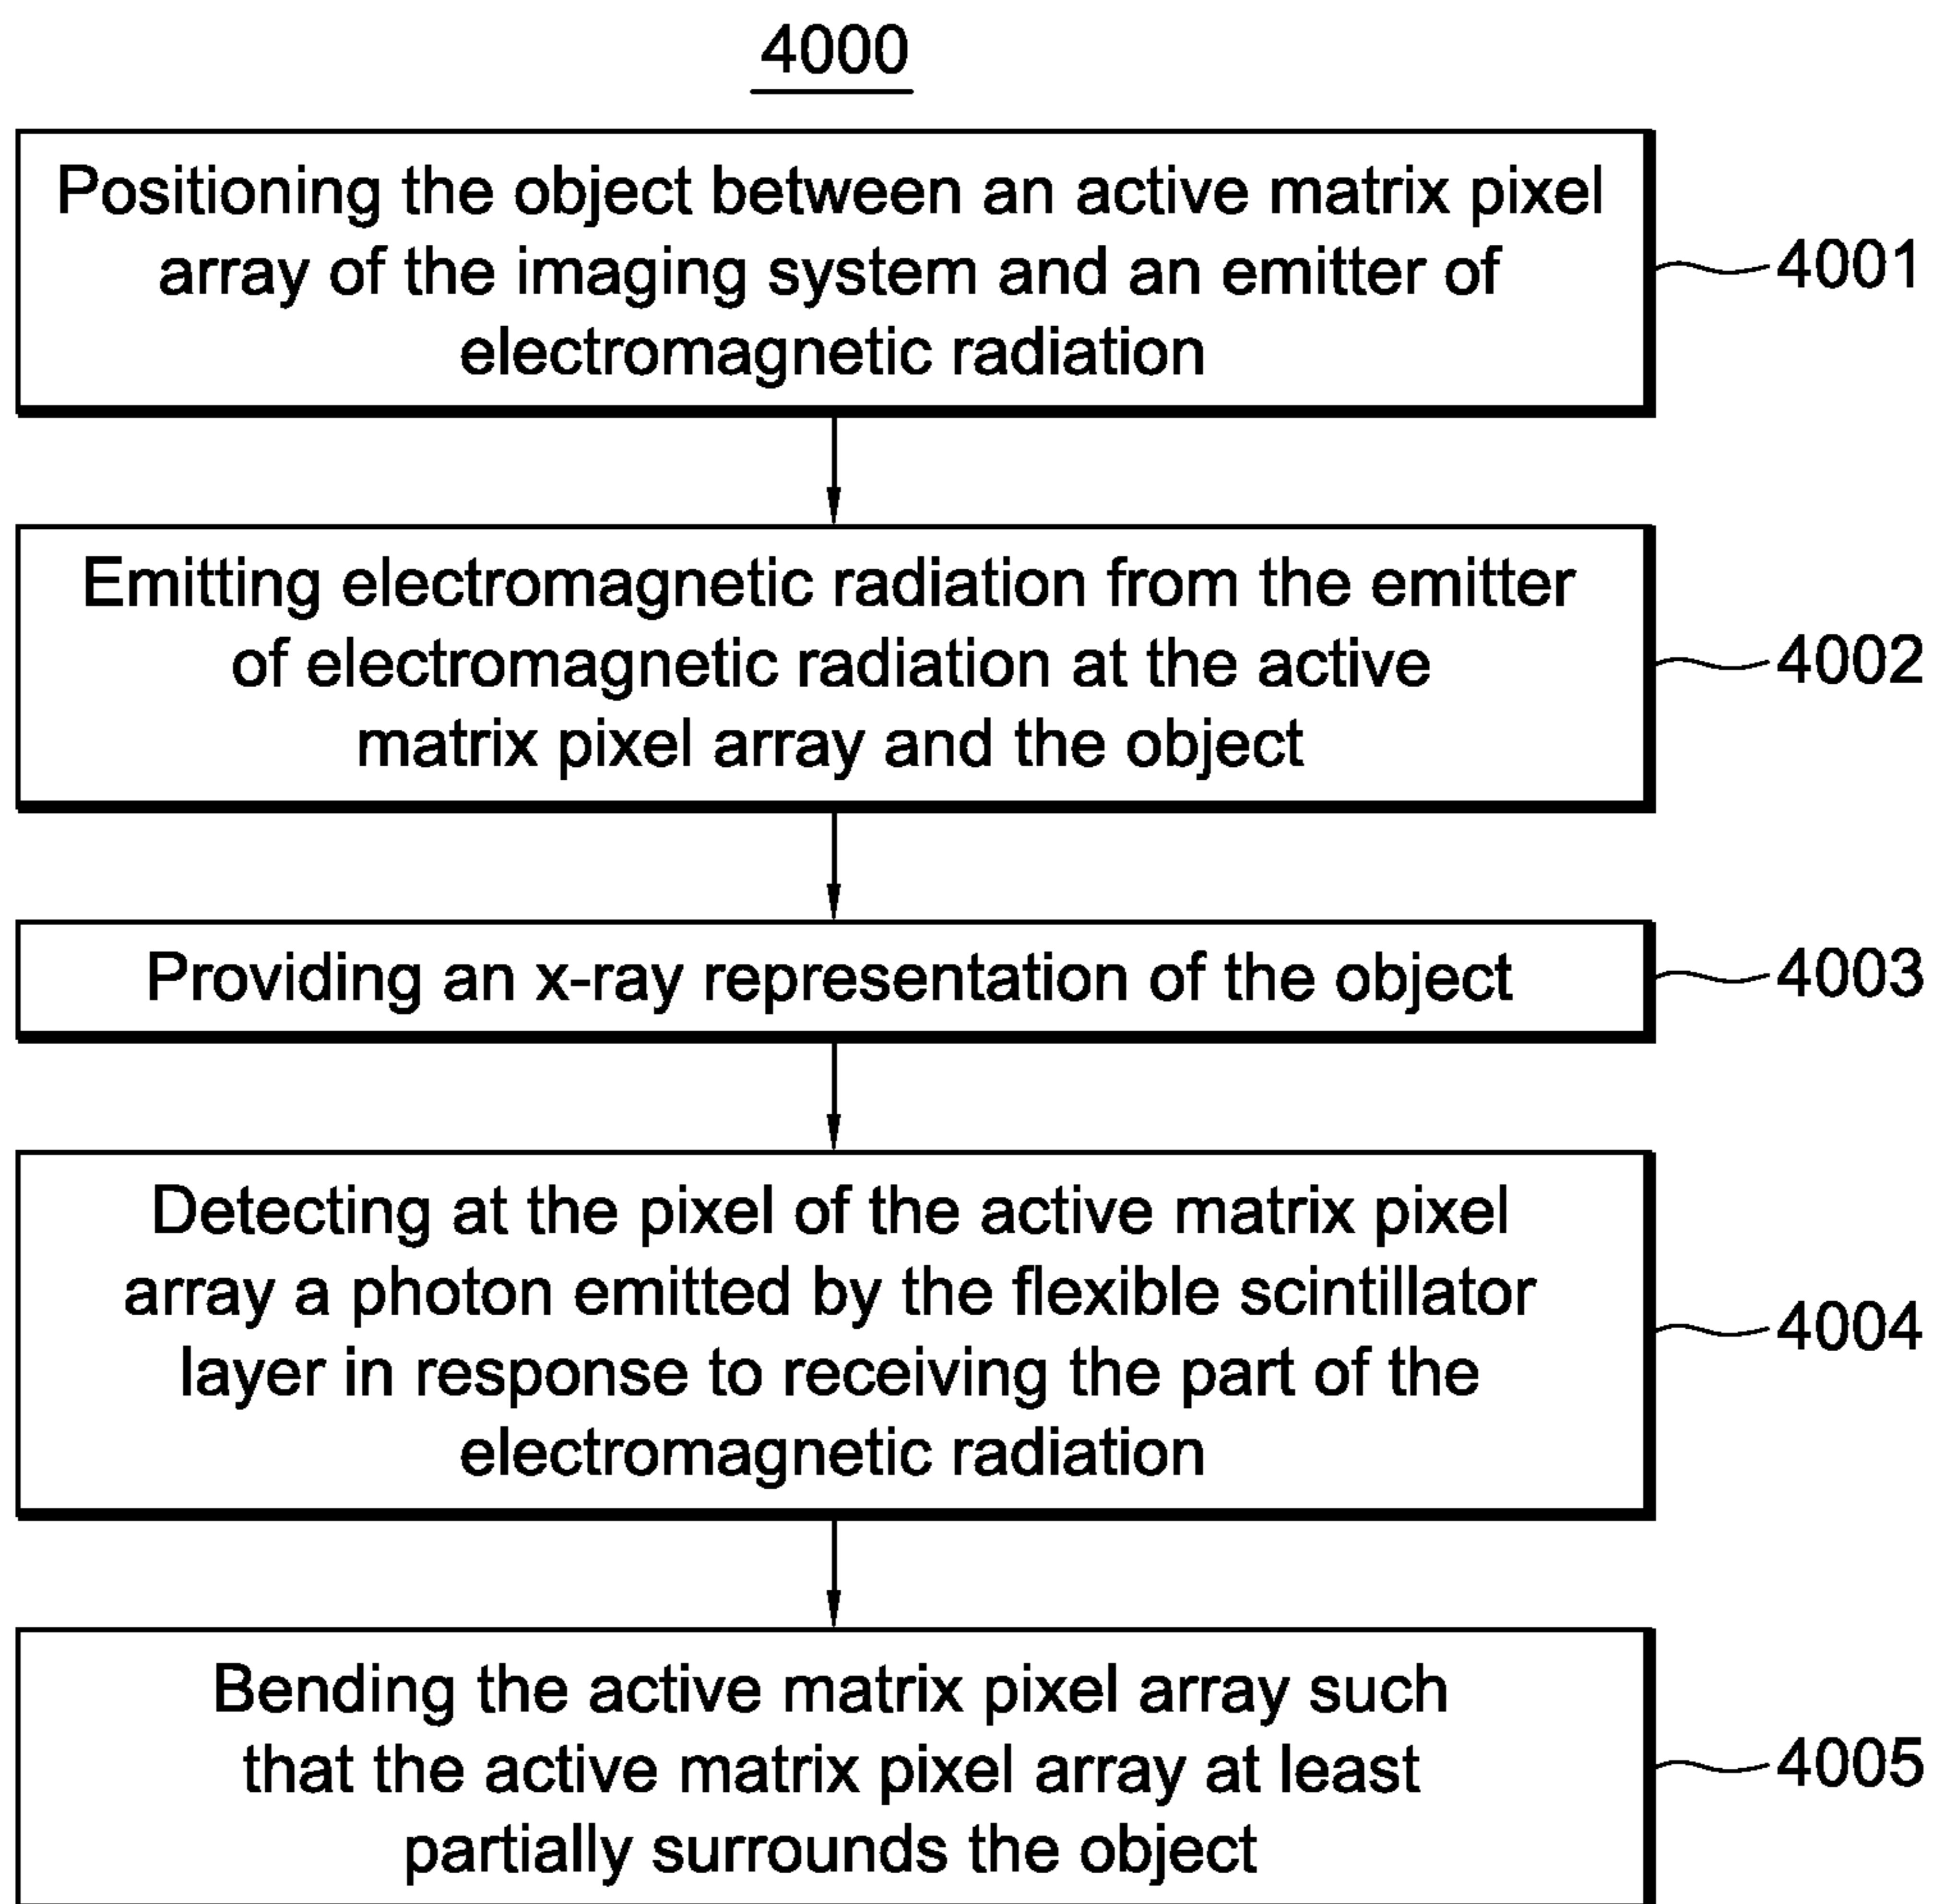 4000
Positioning the object between an active matrix pixel
array of the imaging system and an emitter of
electromagnetic radiation
4001
Emitting electromagnetic radiation from the emitter
of electromagnetic radiation at the active
matrix pixel array and the object
4002
Providing an x-ray representation of the object
4003
Detecting at the pixel of the active matrix pixel
array a photon emitted by the flexible scintillator
layer in response to receiving the part of the
electromagnetic radiation
4004
Bending the active matrix pixel array such
that the active matrix pixel array at least
partially surrounds the object
4005